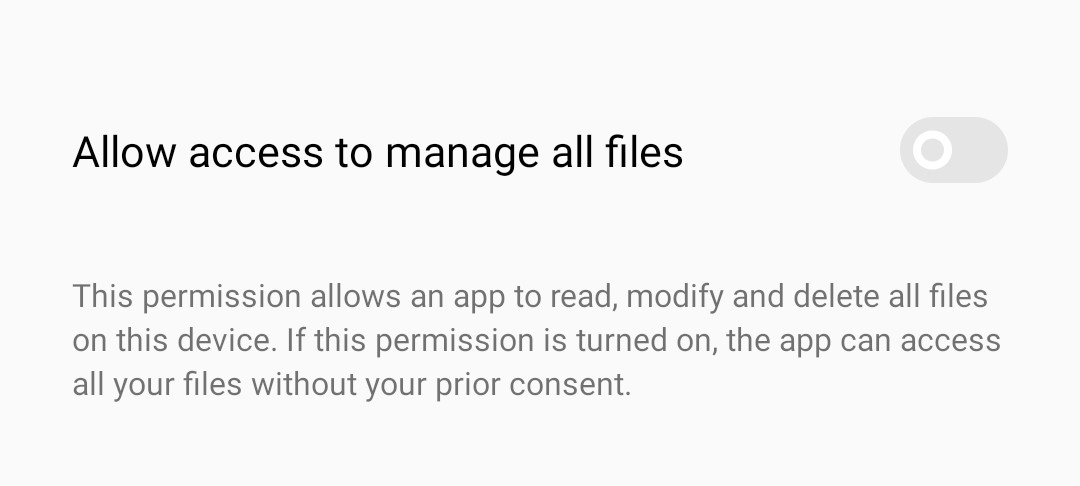 Allow access to manage all files
This permission allows an app to read, modify and delete all files
on this device. If this permission is turned on, the app can access
all your files without your prior consent.